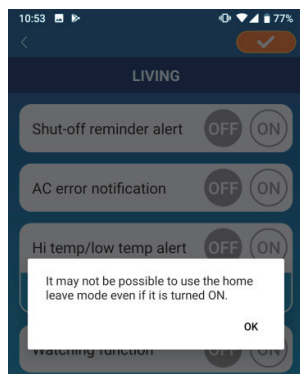 10:53 77%
LIVING
Shut-off reminder alert OFF ON
AC error notification OFF ON
Hi temp/low temp alert OFF ON
It may not be possible to use the home
leave mode even if it is turned ON.
OK
Watching function OFF ON